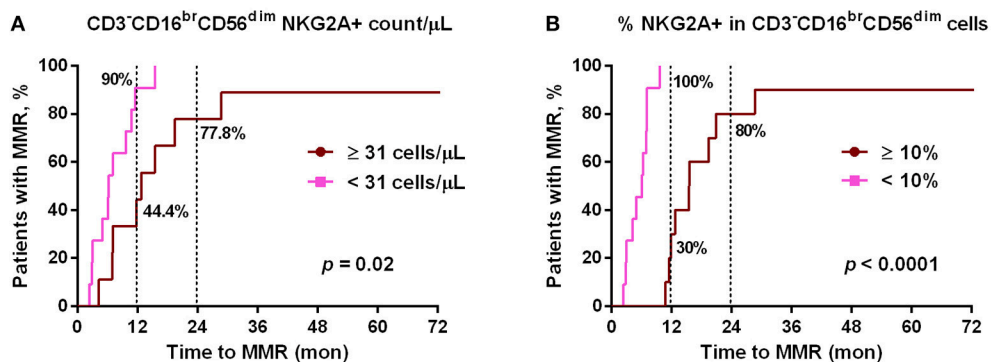 A CD3⁻CD16ᵇʳCD56ᵈⁱᵐ NKG2A+ count/μL
Patients with MMR, %
100
80
60
40
20
0
90%
77.8%
44.4%
≥ 31 cells/μL
< 31 cells/μL
p = 0.02
0 12 24 36 48 60 72
Time to MMR (mon)
B % NKG2A+ in CD3⁻CD16ᵇʳCD56ᵈⁱᵐ cells
Patients with MMR, %
100
80
60
40
20
0
100%
80%
30%
≥ 10%
< 10%
p < 0.0001
0 12 24 36 48 60 72
Time to MMR (mon)